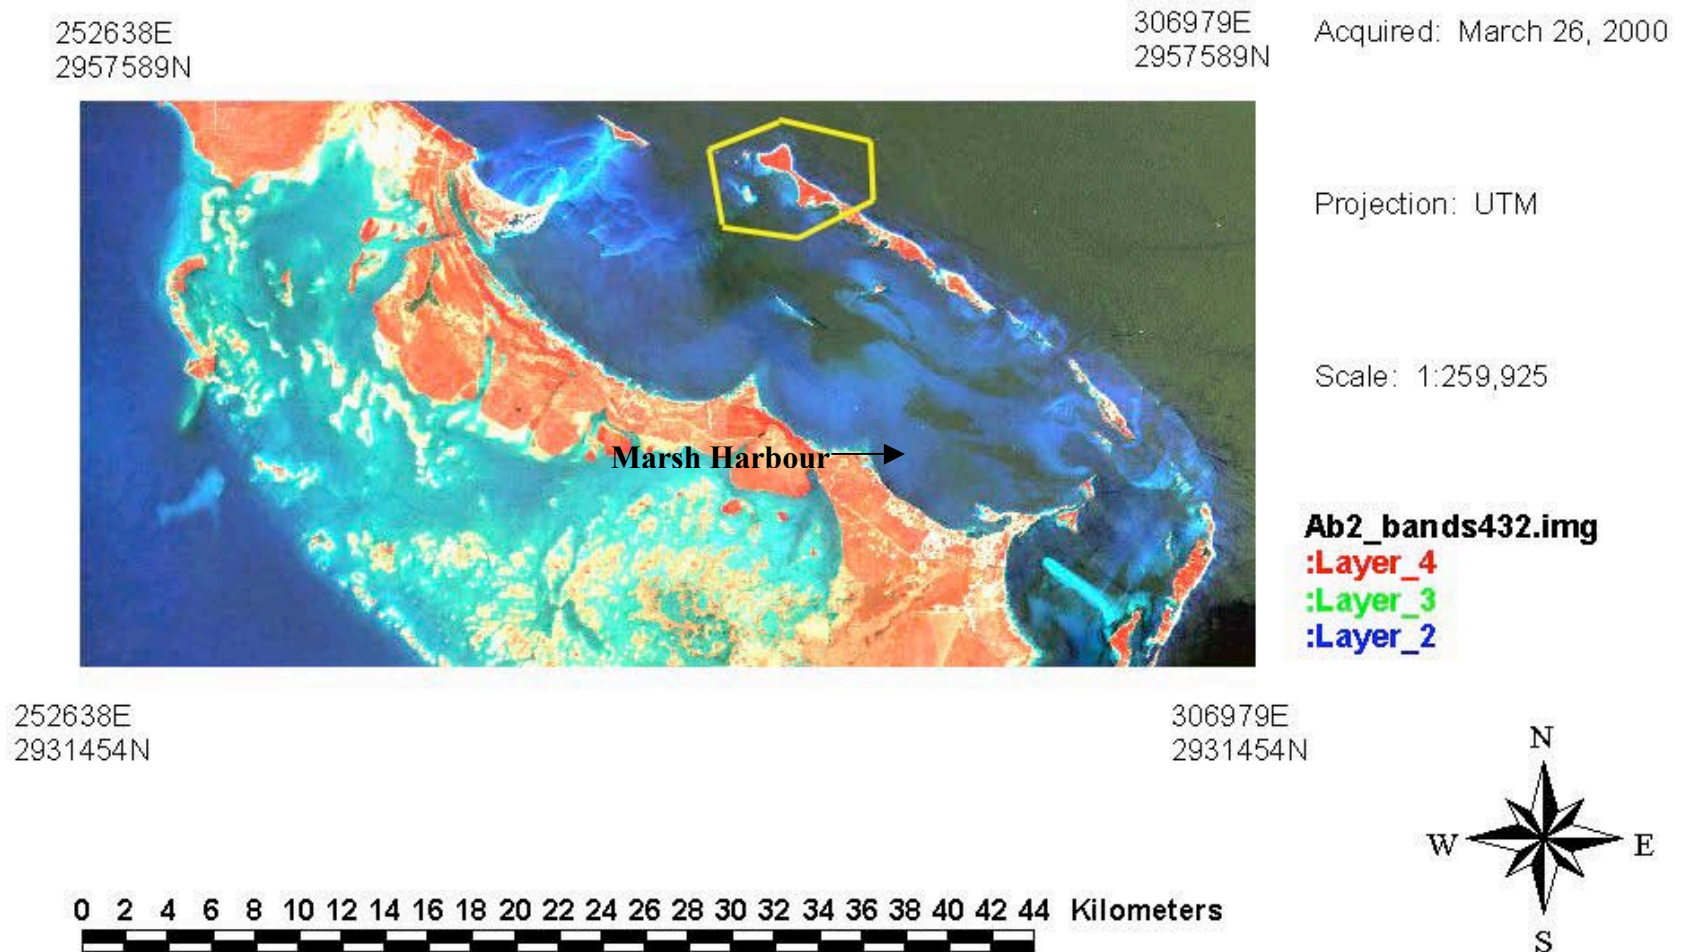 252638E
2957589N
306979E
2957589N
Acquired: March 26, 2000
Projection: UTM
Scale: 1:259,925
Marsh Harbour
Ab2_bands432.img
:Layer_4
:Layer_3
:Layer_2
252638E
2931454N
306979E
2931454N
N
W E
S
0 2 4 6 8 10 12 14 16 18 20 22 24 26 28 30 32 34 36 38 40 42 44 Kilometers